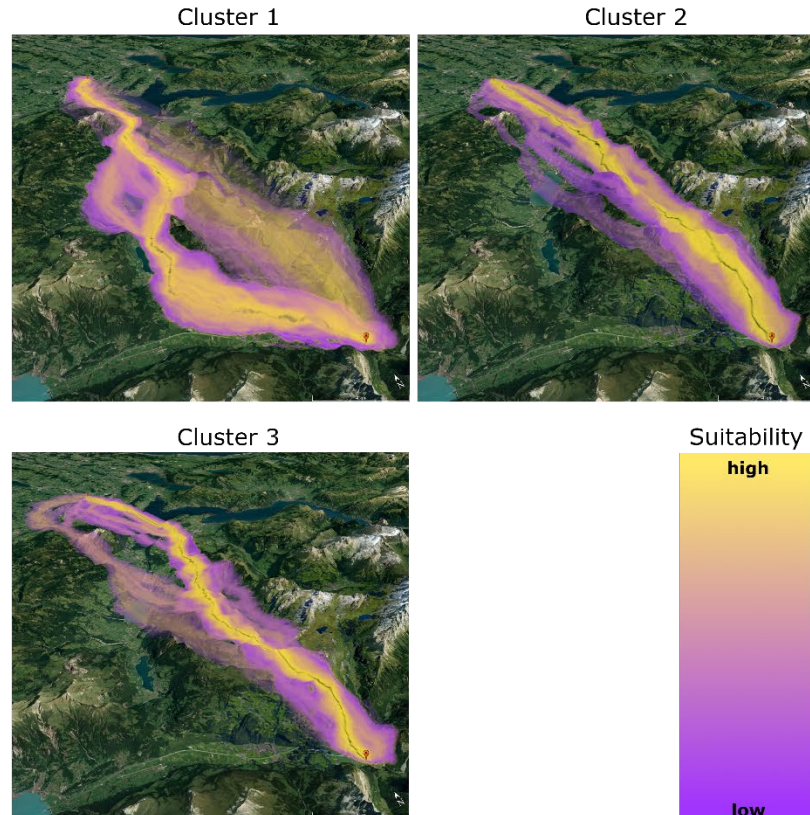 Cluster 1
Cluster 2
Cluster 3
Suitability
high
low
N
N
N